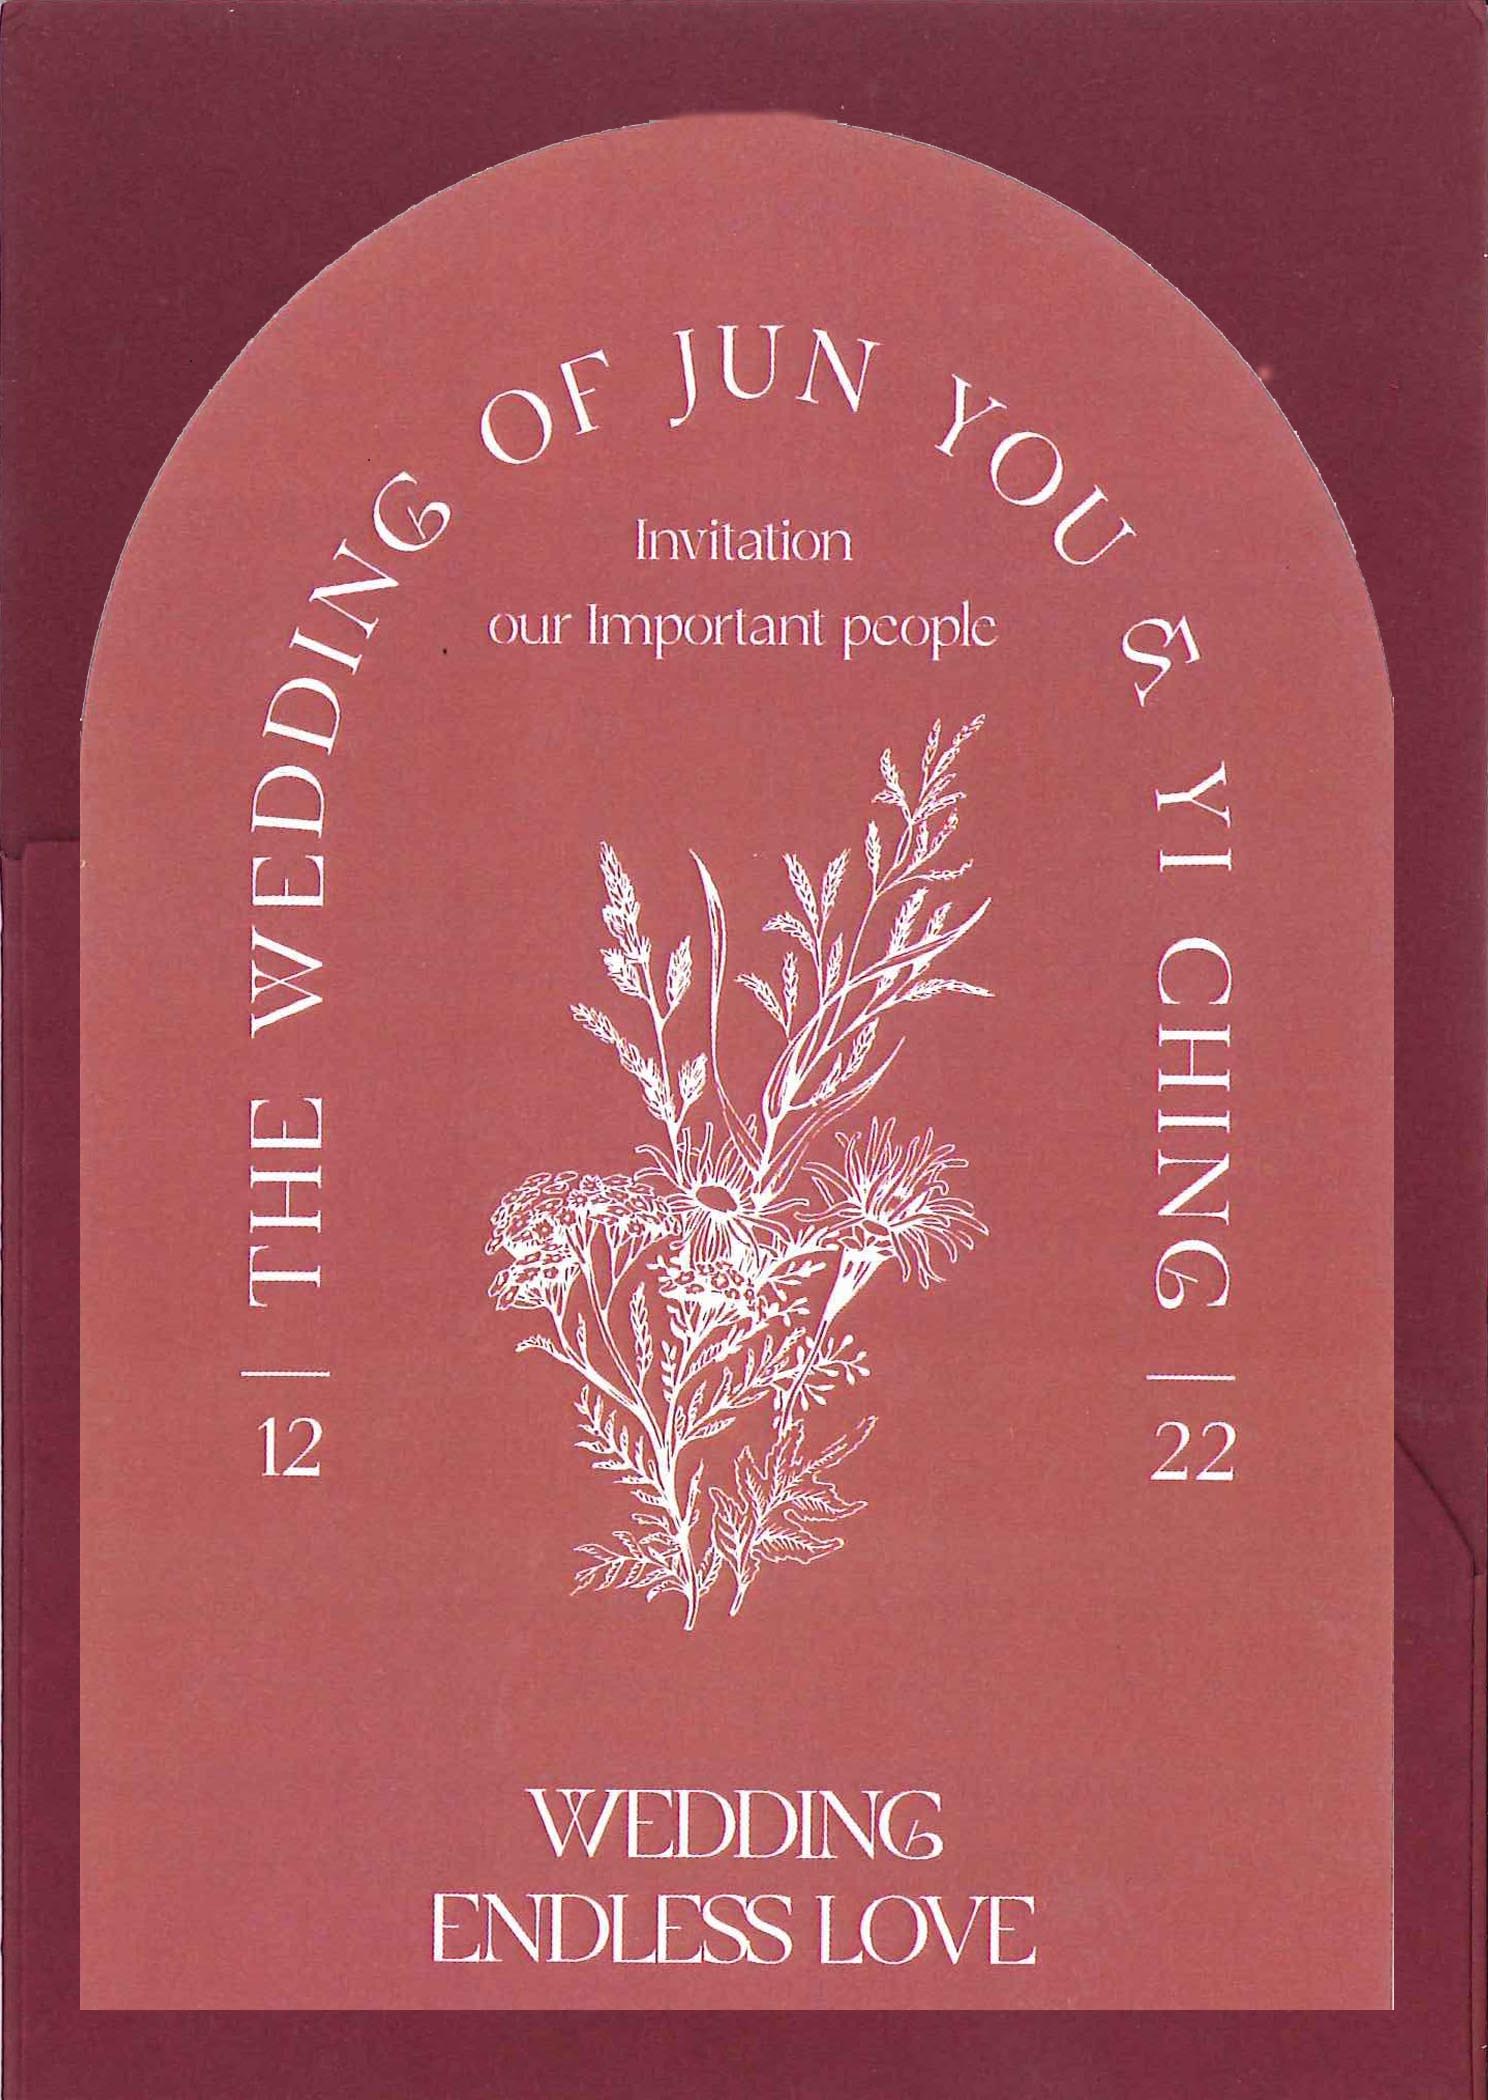 THE WEDDING OF JUN YOU & YI CHING
12
22
Invitation
our Important people
WEDDING
ENDLESS LOVE